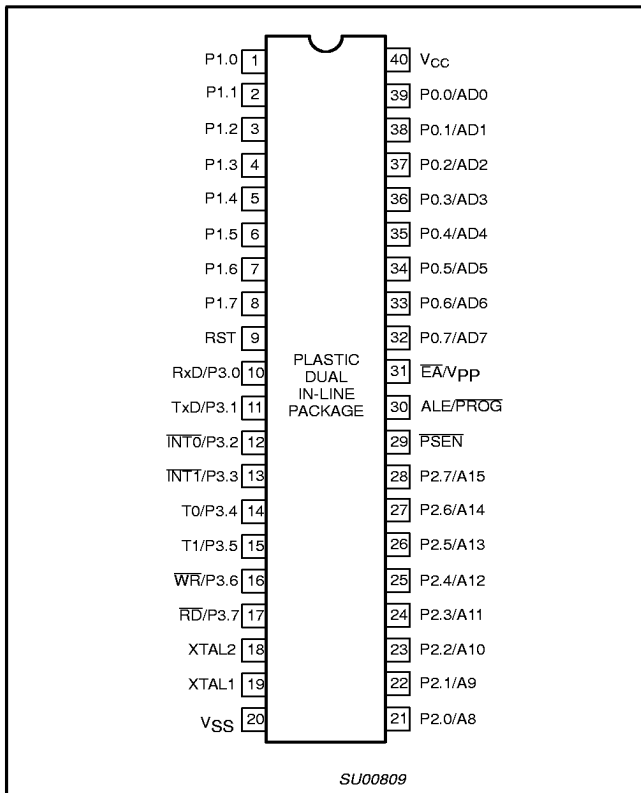 P1.0 1
P1.1 2
P1.2 3
P1.3 4
P1.4 5
P1.5 6
P1.6 7
P1.7 8
RST 9
RxD/P3.0 10
TxD/P3.1 11
I̅N̅T̅0̅/P3.2 12
I̅N̅T̅1̅/P3.3 13
T0/P3.4 14
T1/P3.5 15
W̅R̅/P3.6 16
R̅D̅/P3.7 17
XTAL2 18
XTAL1 19
VSS 20
PLASTIC
DUAL
IN-LINE
PACKAGE
40 VCC
39 P0.0/AD0
38 P0.1/AD1
37 P0.2/AD2
36 P0.3/AD3
35 P0.4/AD4
34 P0.5/AD5
33 P0.6/AD6
32 P0.7/AD7
31 E̅A̅/VPP
30 ALE/P̅R̅O̅G̅
29 P̅S̅E̅N̅
28 P2.7/A15
27 P2.6/A14
26 P2.5/A13
25 P2.4/A12
24 P2.3/A11
23 P2.2/A10
22 P2.1/A9
21 P2.0/A8
SU00809